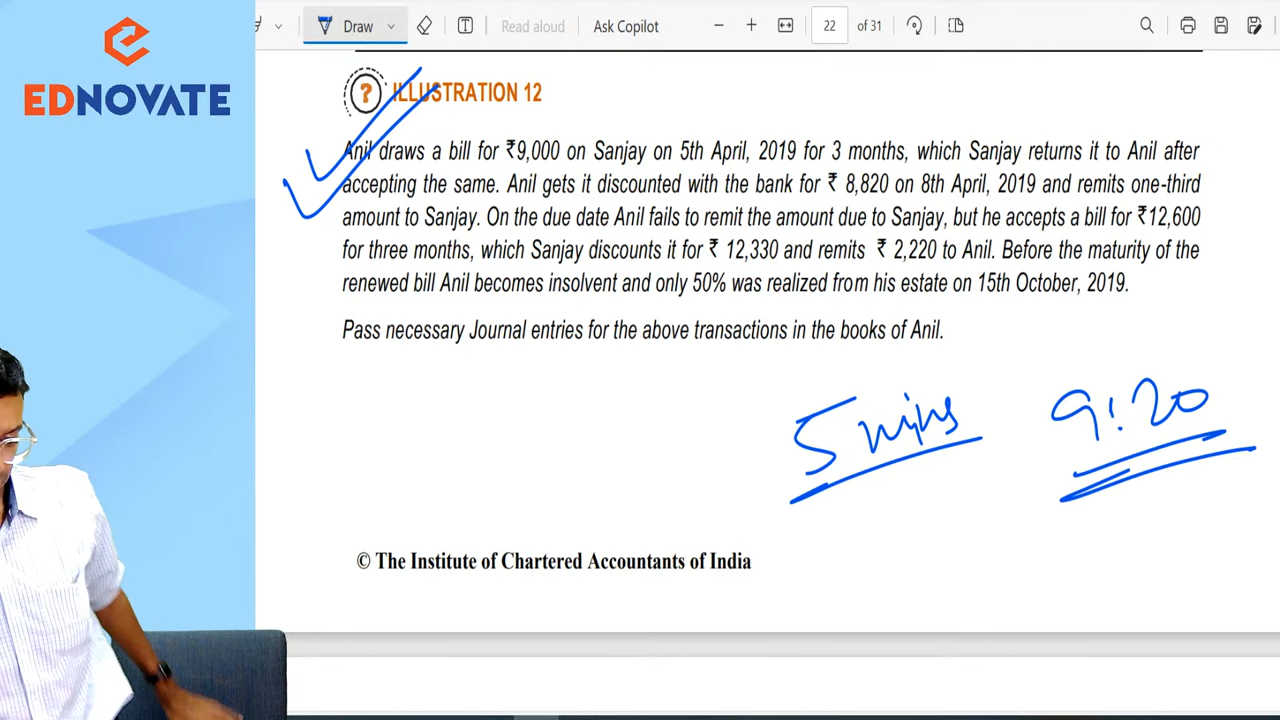 Draw
Read aloud
Ask Copilot
22 of 31
EDNOVATE
? ILLUSTRATION 12
Anil draws a bill for ₹9,000 on Sanjay on 5th April, 2019 for 3 months, which Sanjay returns it to Anil after
accepting the same. Anil gets it discounted with the bank for ₹ 8,820 on 8th April, 2019 and remits one-third
amount to Sanjay. On the due date Anil fails to remit the amount due to Sanjay, but he accepts a bill for ₹12,600
for three months, which Sanjay discounts it for ₹ 12,330 and remits ₹ 2,220 to Anil. Before the maturity of the
renewed bill Anil becomes insolvent and only 50% was realized from his estate on 15th October, 2019.
Pass necessary Journal entries for the above transactions in the books of Anil.
5 mins 9:20
© The Institute of Chartered Accountants of India